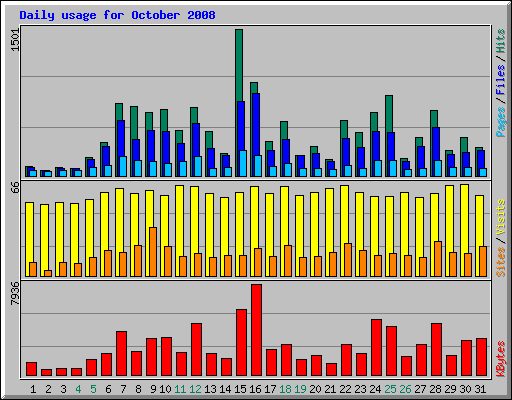 Daily usage for October 2008
1501
Pages / Files / Hits
66
Sites / Visits
7936
KBytes
1 2 3 4 5 6 7 8 9 10 11 12 13 14 15 16 17 18 19 20 21 22 23 24 25 26 27 28 29 30 31